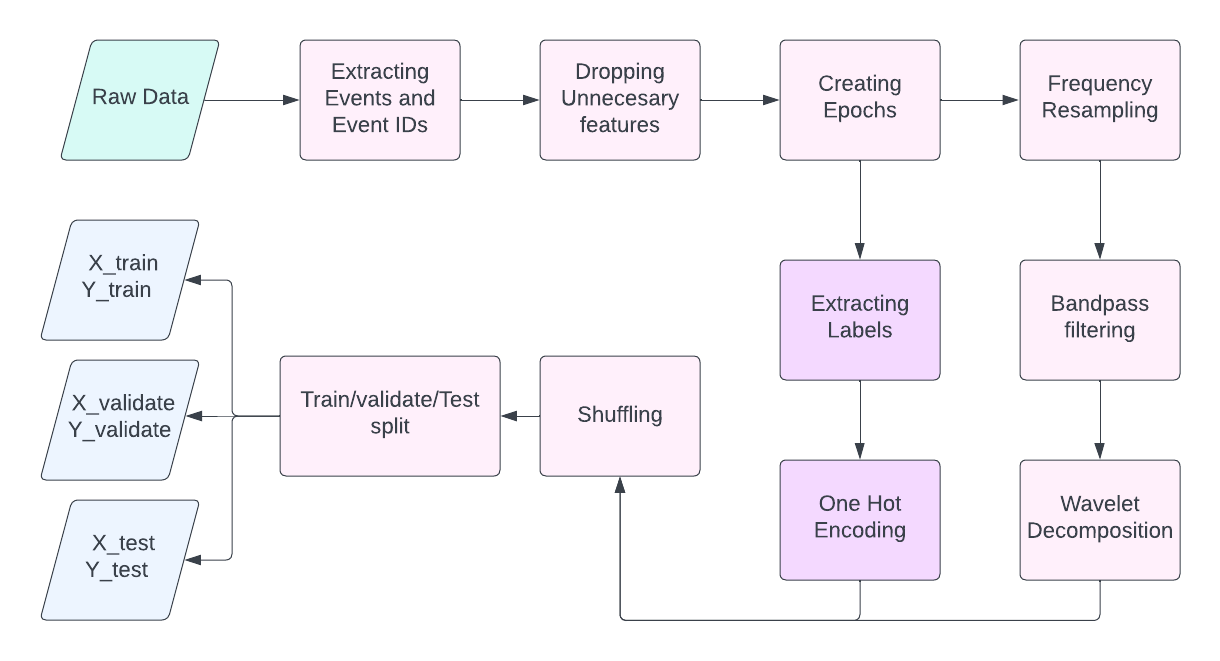 Raw Data
Extracting
Events and
Event IDs
Dropping
Unnecesary
features
Creating
Epochs
Frequency
Resampling
X_train
Y_train
Extracting
Labels
Bandpass
filtering
X_validate
Y_validate
Train/validate/Test
split
Shuffling
One Hot
Encoding
Wavelet
Decomposition
X_test
Y_test